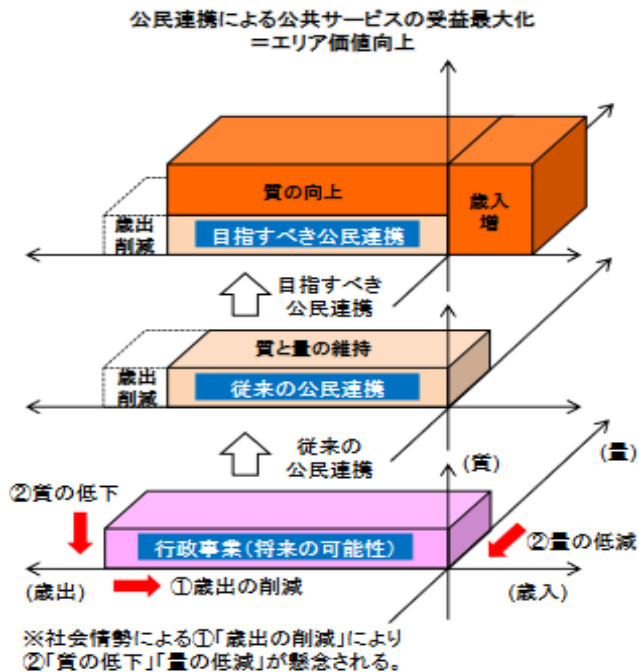 公民連携による公共サービスの受益最大化
＝エリア価値向上
質の向上
歳入
増
歳出
削減
目指すべき公民連携
目指すべき
公民連携
質と量の維持
歳出
削減
従来の公民連携
従来の
公民連携
(質)
(量)
②質の低下
行政事業(将来の可能性)
②量の低減
(歳出)
①歳出の削減
(歳入)
※社会情勢による①「歳出の削減」により
②「質の低下」「量の低減」が懸念される。